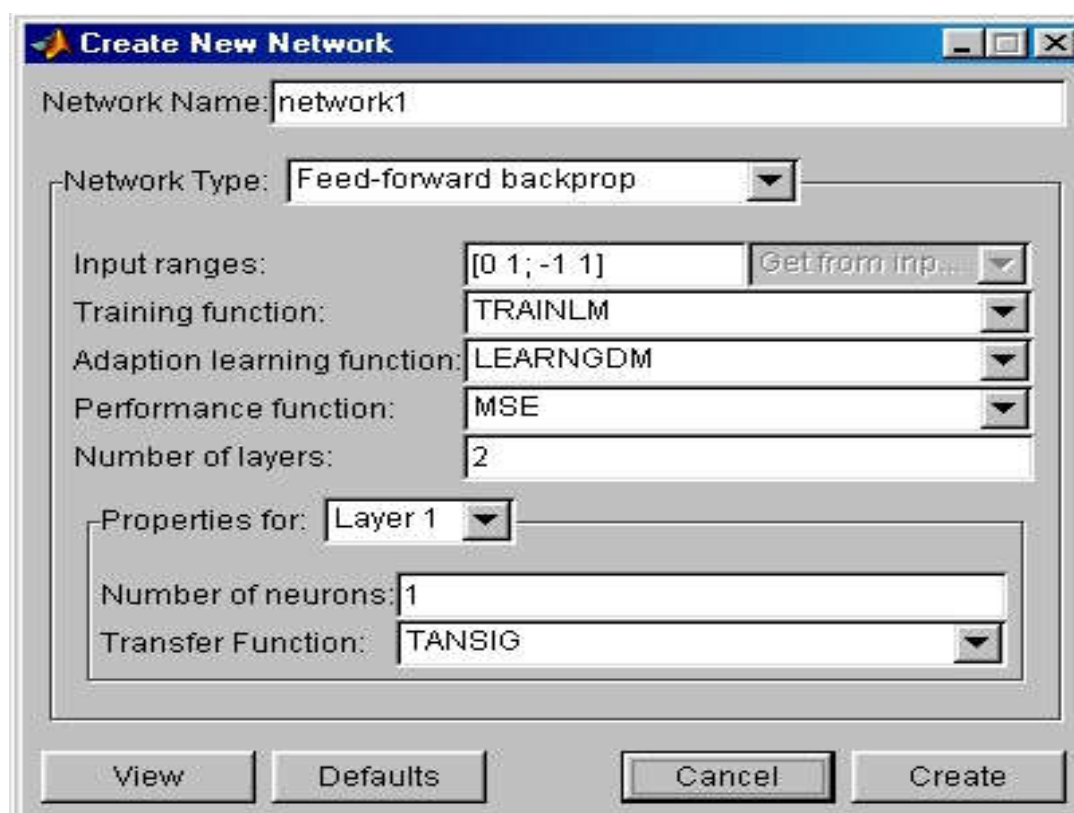 Create New Network
Network Name: network1
Network Type: Feed-forward backprop
Input ranges: [0 1; -1 1] Get from inp...
Training function: TRAINLM
Adaption learning function: LEARNGDM
Performance function: MSE
Number of layers: 2
Properties for: Layer 1
Number of neurons: 1
Transfer Function: TANSIG
View Defaults Cancel Create